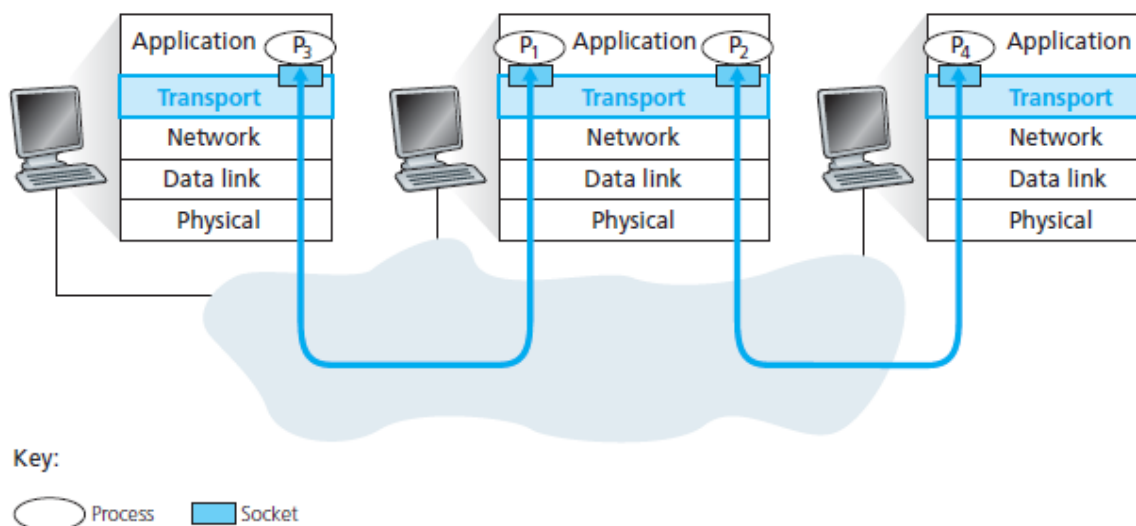 Application P3 P1 Application P2 P4 Application
Transport Transport Transport
Network Network Network
Data link Data link Data link
Physical Physical Physical
Key:
Process Socket